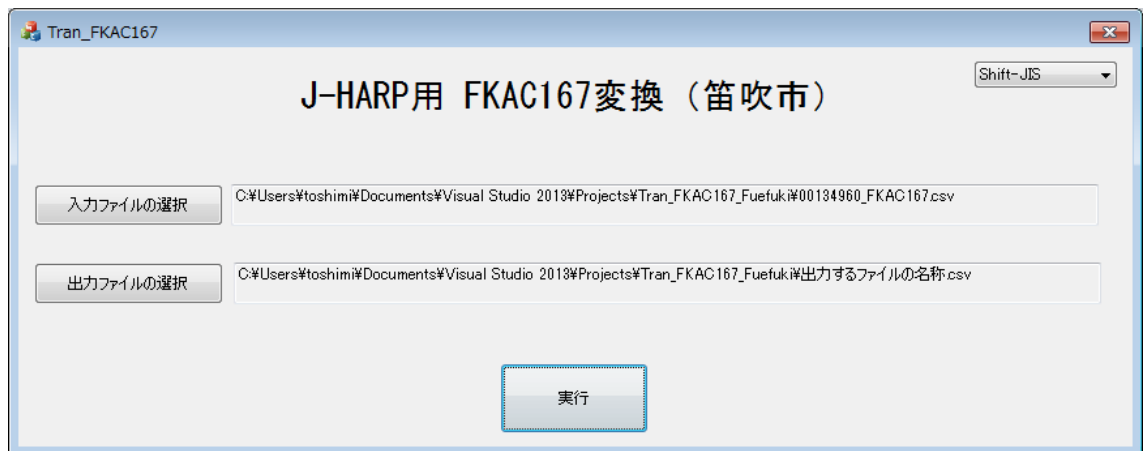 Tran_FKAC167
Shift-JIS
J-HARP用 FKAC167変換（笛吹市）
入力ファイルの選択 C:¥Users¥toshimi¥Documents¥Visual Studio 2013¥Projects¥Tran_FKAC167_Fuefuki¥00134960_FKAC167.csv
出力ファイルの選択 C:¥Users¥toshimi¥Documents¥Visual Studio 2013¥Projects¥Tran_FKAC167_Fuefuki¥出力するファイルの名称.csv
実行